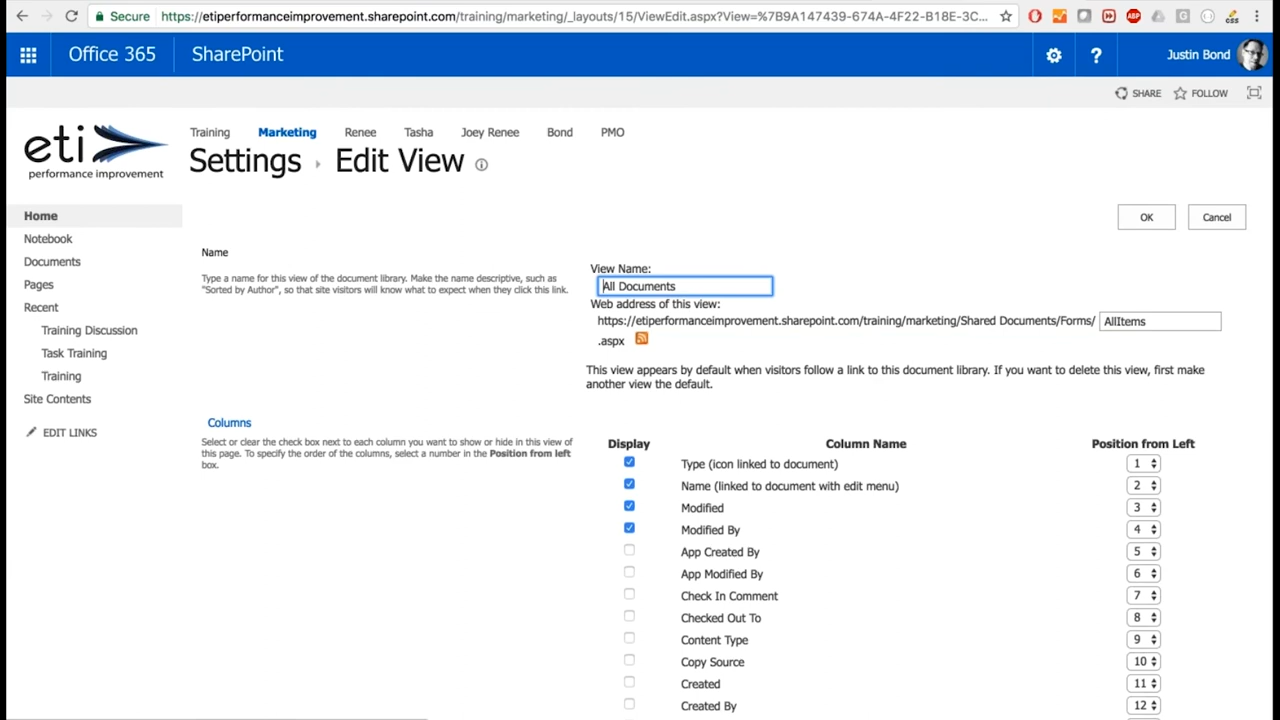 Secure https://etiperformanceimprovement.sharepoint.com/training/marketing/_layouts/15/ViewEdit.aspx?View=%7B9A147439-674A-4F22-B18E-3C...
Office 365 SharePoint ? Justin Bond
SHARE FOLLOW
eti
performance improvement
Training Marketing Renee Tasha Joey Renee Bond PMO
Settings Edit View
Home
Notebook
Documents
Pages
Recent
Training Discussion
Task Training
Training
Site Contents
EDIT LINKS
OK Cancel
Name
Type a name for this view of the document library. Make the name descriptive, such as
"Sorted by Author", so that site visitors will know what to expect when they click this link.
View Name:
All Documents
Web address of this view:
https://etiperformanceimprovement.sharepoint.com/training/marketing/Shared Documents/Forms/ AllItems
.aspx
This view appears by default when visitors follow a link to this document library. If you want to delete this view, first make
another view the default.
Columns
Select or clear the check box next to each column you want to show or hide in this view of
this page. To specify the order of the columns, select a number in the Position from left
box.
Display Column Name Position from Left
Type (icon linked to document) 1
Name (linked to document with edit menu) 2
Modified 3
Modified By 4
App Created By 5
App Modified By 6
Check In Comment 7
Checked Out To 8
Content Type 9
Copy Source 10
Created 11
Created By 12